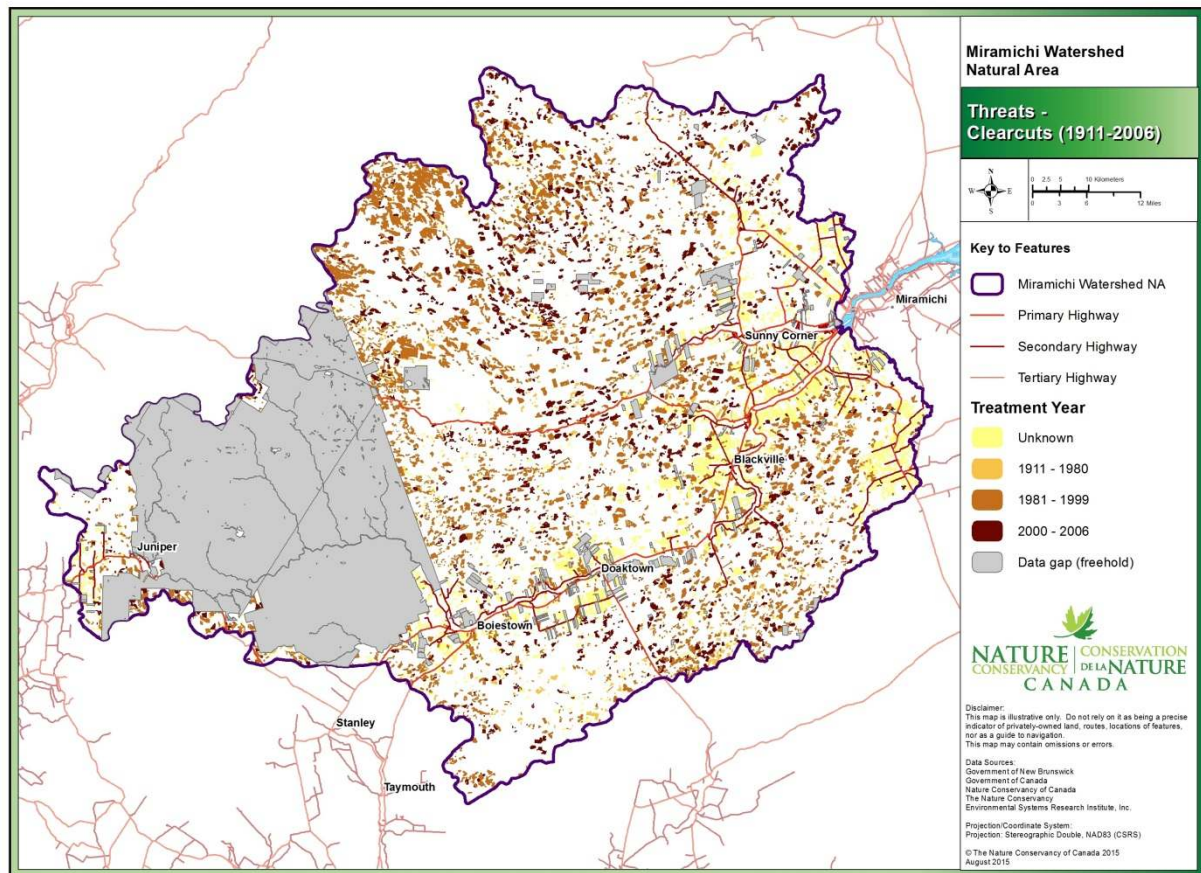 Miramichi Watershed
Natural Area
Threats -
Clearcuts (1911-2006)
N
W E
S
0 2.5 5 10 Kilometers
0 3 6 12 Miles
Key to Features
Miramichi Watershed NA
Primary Highway
Secondary Highway
Tertiary Highway
Treatment Year
Unknown
1911 - 1980
1981 - 1999
2000 - 2006
Data gap (freehold)
NATURE CONSERVATION
CONSERVANCY DE LA NATURE
CANADA
Disclaimer:
This map is illustrative only. Do not rely on it as being a precise
indicator of privately-owned land, routes, locations of features,
nor as a guide to navigation.
This map may contain omissions or errors.
Data Sources:
Government of New Brunswick
Government of Canada
Nature Conservancy of Canada
The Nature Conservancy
Environmental Systems Research Institute, Inc.
Projection/Coordinate System:
Projection: Stereographic Double, NAD83 (CSRS)
© The Nature Conservancy of Canada 2015
August 2015
Miramichi
Sunny Corner
Blackville
Juniper
Doaktown
Boiestown
Stanley
Taymouth